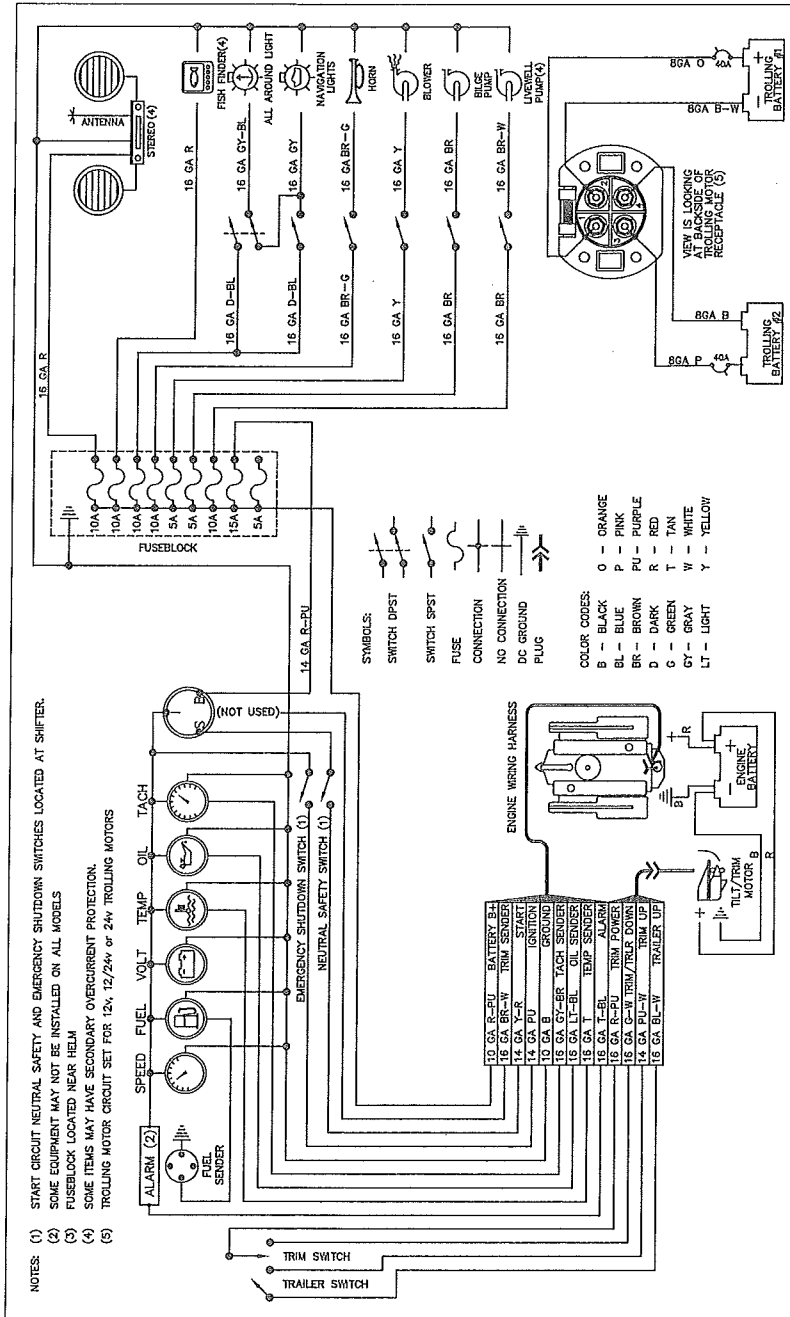 NOTES: (1) START CIRCUIT NEUTRAL SAFETY AND EMERGENCY SHUTDOWN SWITCHES LOCATED AT SHIFTER.
(2) SOME EQUIPMENT MAY NOT BE INSTALLED ON ALL MODELS
(3) FUSEBLOCK LOCATED NEAR HELM
(4) SOME ITEMS MAY HAVE SECONDARY OVERCURRENT PROTECTION.
(5) TROLLING MOTOR CIRCUIT SET FOR 12v, 12/24v or 24v TROLLING MOTORS
ALARM (2)
SPEED
FUEL
VOLT
TEMP
OIL
TACH
S
B
(NOT USED)
FUEL SENDER
EMERGENCY SHUTDOWN SWITCH (1)
NEUTRAL SAFETY SWITCH (1)
14 GA R-PU
TRIM SWITCH
TRAILER SWITCH
10 GA R-PU BATTERY B+
16 GA BR-W TRIM SENDER
14 GA Y-R START
14 GA PU IGNITION
10 GA B GROUND
16 GA GY-BR TACH SENDER
16 GA LT-BL OIL SENDER
16 GA T TEMP SENDER
16 GA T-BL ALARM
16 GA R-PU TRIM POWER
16 GA G-W TRIM/TRLR DOWN
14 GA PU-W TRIM UP
16 GA BL-W TRAILER UP
ENGINE WIRING HARNESS
TILT/TRIM MOTOR
+
B
R
ENGINE BATTERY
- +
B
+
R
FUSEBLOCK
10A
10A
10A
10A
5A
5A
10A
15A
5A
16 GA R
ANTENNA
STEREO (4)
16 GA R
FISH FINDER(4)
16 GA D-BL
16 GA GY-BL
ALL AROUND LIGHT
16 GA D-BL
16 GA GY
NAVIGATION LIGHTS
16 GA BR-G
16 GA BR-G
HORN
16 GA Y
16 GA Y
BLOWER
16 GA BR
16 GA BR
BILGE PUMP
16 GA BR-W
LIVEWELL PUMP(4)
SYMBOLS:
SWITCH DPST
SWITCH SPST
FUSE
CONNECTION
NO CONNECTION
DC GROUND
PLUG
COLOR CODES:
B - BLACK O - ORANGE
BL - BLUE P - PINK
BR - BROWN PU - PURPLE
D - DARK R - RED
G - GREEN T - TAN
GY - GRAY W - WHITE
LT - LIGHT Y - YELLOW
VIEW IS LOOKING
AT BACKSIDE OF
TROLLING MOTOR
RECEPTACLE (5)
1
2
3
4
8GA O
40A
8GA B-W
- +
TROLLING BATTERY #1
8GA B
8GA P
40A
TROLLING BATTERY #2